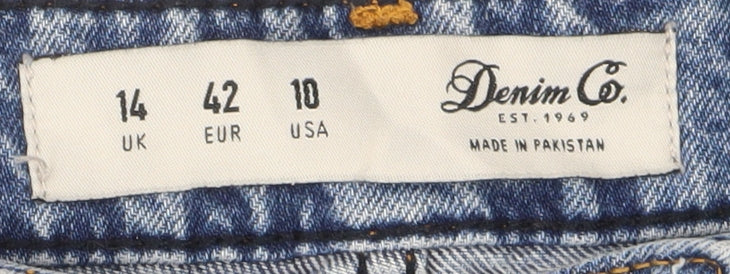 14 42 10
UK EUR USA
Denim Co.
EST. 1969
MADE IN PAKISTAN